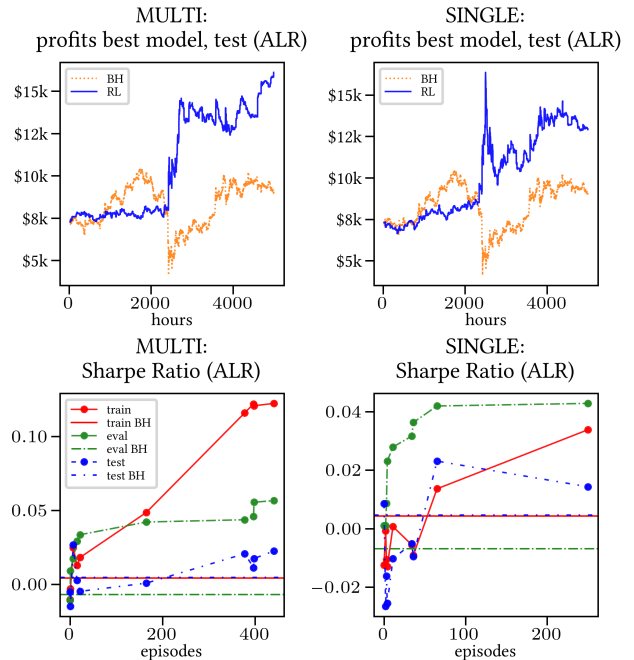 MULTI:
profits best model, test (ALR)
BH
RL
$15k
$12k
$10k
$8k
$5k
0
2000
4000
hours
SINGLE:
profits best model, test (ALR)
BH
RL
$15k
$12k
$10k
$8k
$5k
0
2000
4000
hours
MULTI:
Sharpe Ratio (ALR)
train
train BH
eval
eval BH
test
test BH
0.10
0.05
0.00
0
200
400
episodes
SINGLE:
Sharpe Ratio (ALR)
0.04
0.02
0.00
−0.02
0
100
200
episodes